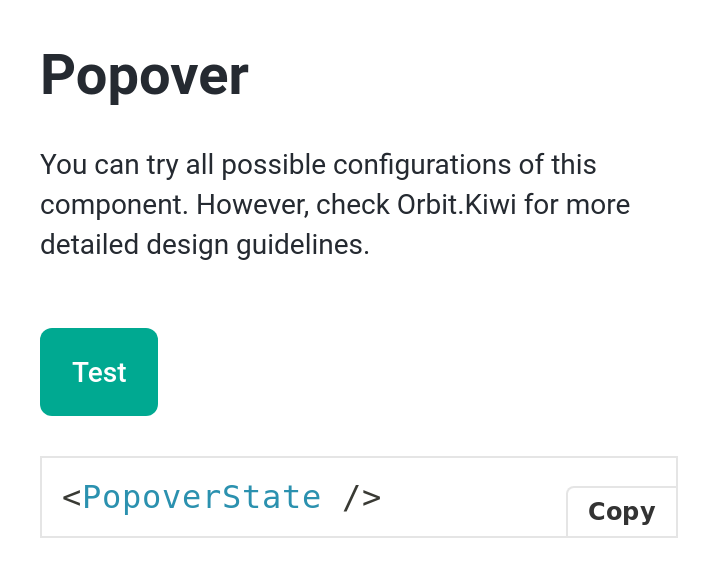 Popover
You can try all possible configurations of this
component. However, check Orbit.Kiwi for more
detailed design guidelines.
Test
<PopoverState />
Copy